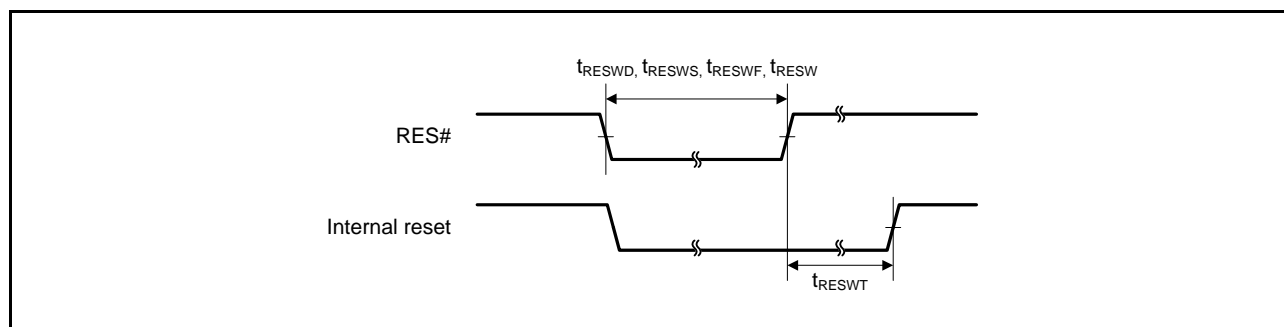 tRESWD, tRESWS, tRESWF, tRESW
RES#
Internal reset
tRESWT